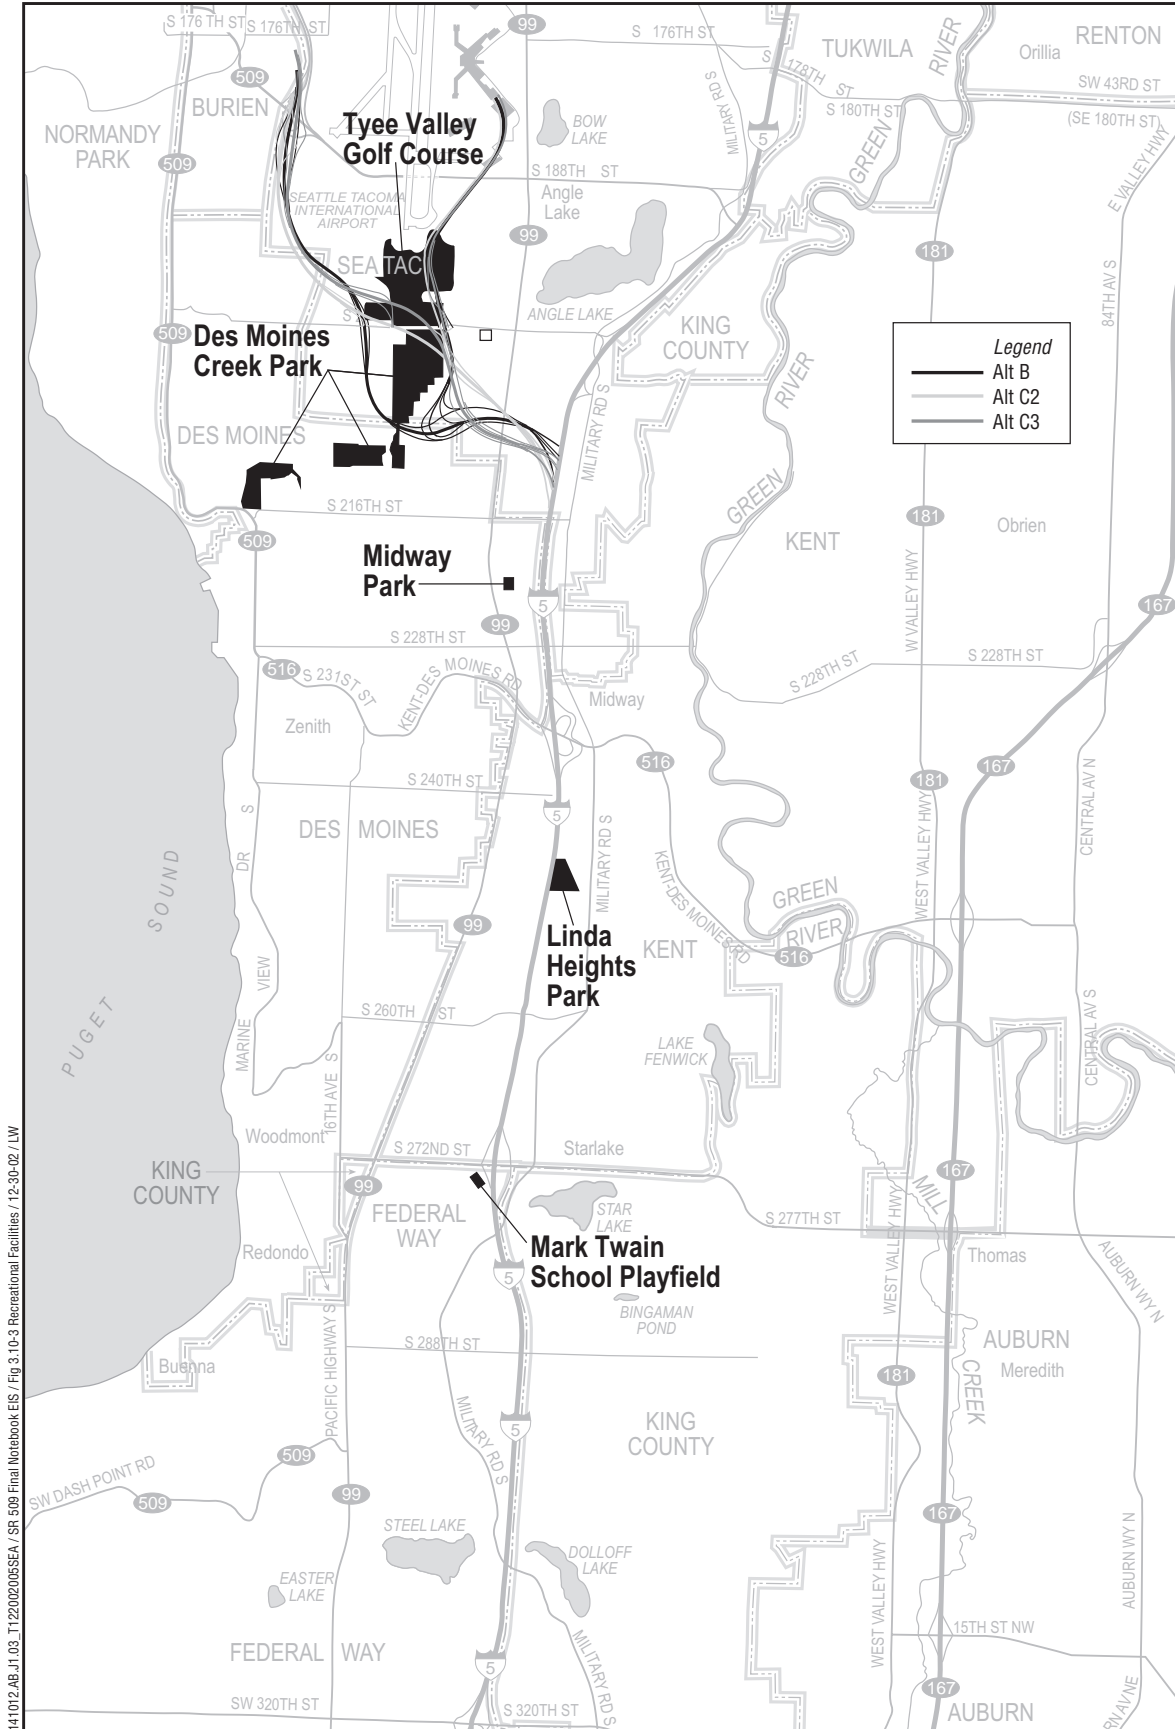 S 176 TH ST
S 176TH ST
99
S 176TH ST
TUKWILA
RIVER
RENTON
Orillia
509
S 178TH ST
SW 43RD ST
BURIEN
MILITARY RD S
S 180TH ST
(SE 180TH ST)
Tyee Valley
Golf Course
BOW
LAKE
5
NORMANDY
PARK
GREEN
E VALLEY HWY
509
S 188TH ST
SEATTLE TACOMA
INTERNATIONAL
AIRPORT
Angle
Lake
99
181
SEATAC
84TH AV S
ANGLE LAKE
KING
COUNTY
509
S
Des Moines
Creek Park
RIVER
Legend
Alt B
Alt C2
Alt C3
DES MOINES
MILITARY RD S
GREEN
S 216TH ST
181
Obrien
509
KENT
Midway
Park
W VALLEY HWY
5
167
99
S 228TH ST
S 228TH ST
S 228TH ST
516
S 231ST ST
KENT-DES MOINES RD
Midway
Zenith
516
167
S 240TH ST
181
CENTRAL AV N
5
DES MOINES
MILITARY RD S
WEST VALLEY HWY
PUGET SOUND
KENT-DES MOINES RD
GREEN
RIVER
99
Linda
Heights
Park
KENT
516
MARINE VIEW DR S
S 260TH ST
CENTRAL AV S
LAKE
FENWICK
16TH AVE S
Woodmont
S 272ND ST
Starlake
KING
COUNTY
167
99
MILL
FEDERAL
WAY
STAR
LAKE
S 277TH ST
WEST VALLEY HWY
Redondo
Mark Twain
School Playfield
Thomas
5
AUBURN WY N
BINGAMAN
POND
PACIFIC HIGHWAY S
S 288TH ST
AUBURN
Meredith
Buenna
181
CREEK
MILITARY RD S
5
KING
COUNTY
509
SW DASH POINT RD
509
99
167
STEEL LAKE
DOLLOFF
LAKE
AUBURN WY N
EASTER
LAKE
WEST VALLEY HWY
15TH ST NW
FEDERAL WAY
MILITARY RD S
5
167
SW 320TH ST
S 320TH ST
AUBURN
141012.AB.J1.03_T122002005SEA / SR 509 Final Notebook EIS / Fig 3.10-3 Recreational Facilities / 12-30-02 / LW